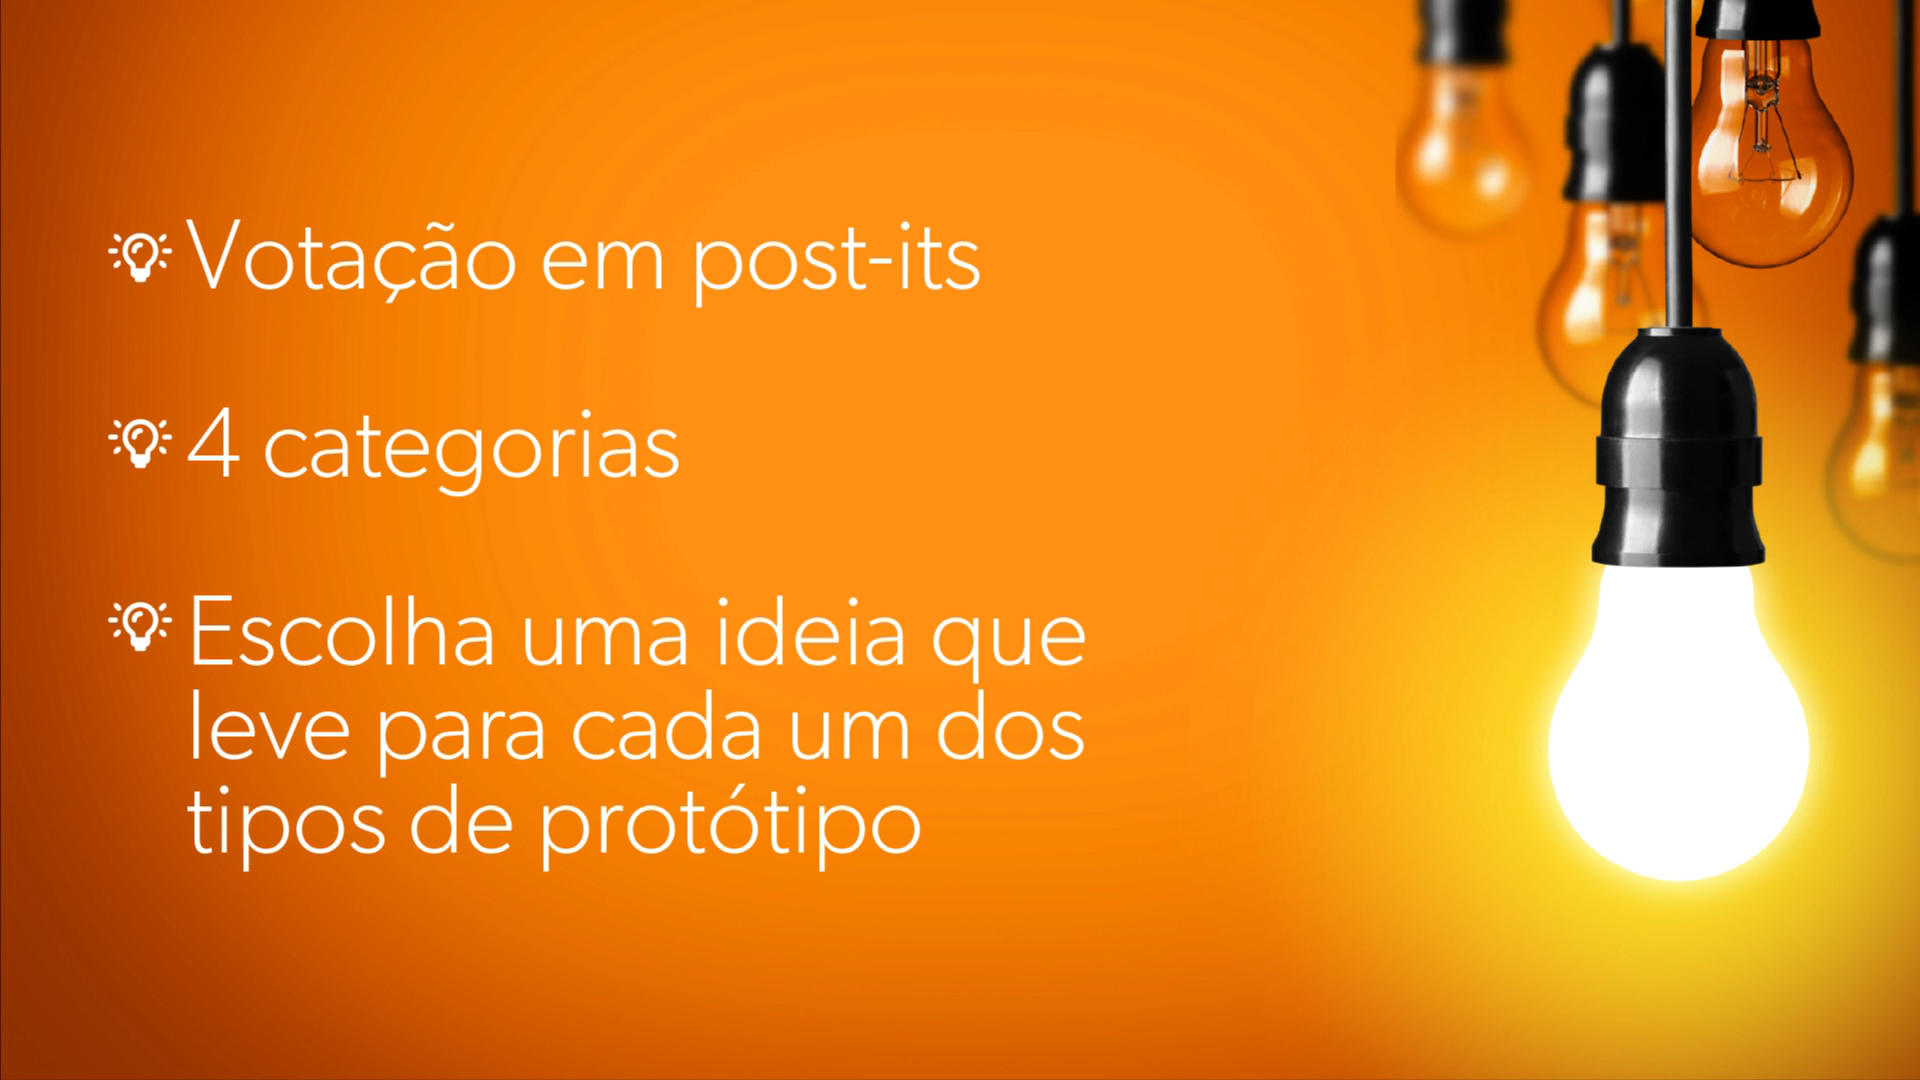 Votação em post-its
4 categorias
Escolha uma ideia que
leve para cada um dos
tipos de protótipo